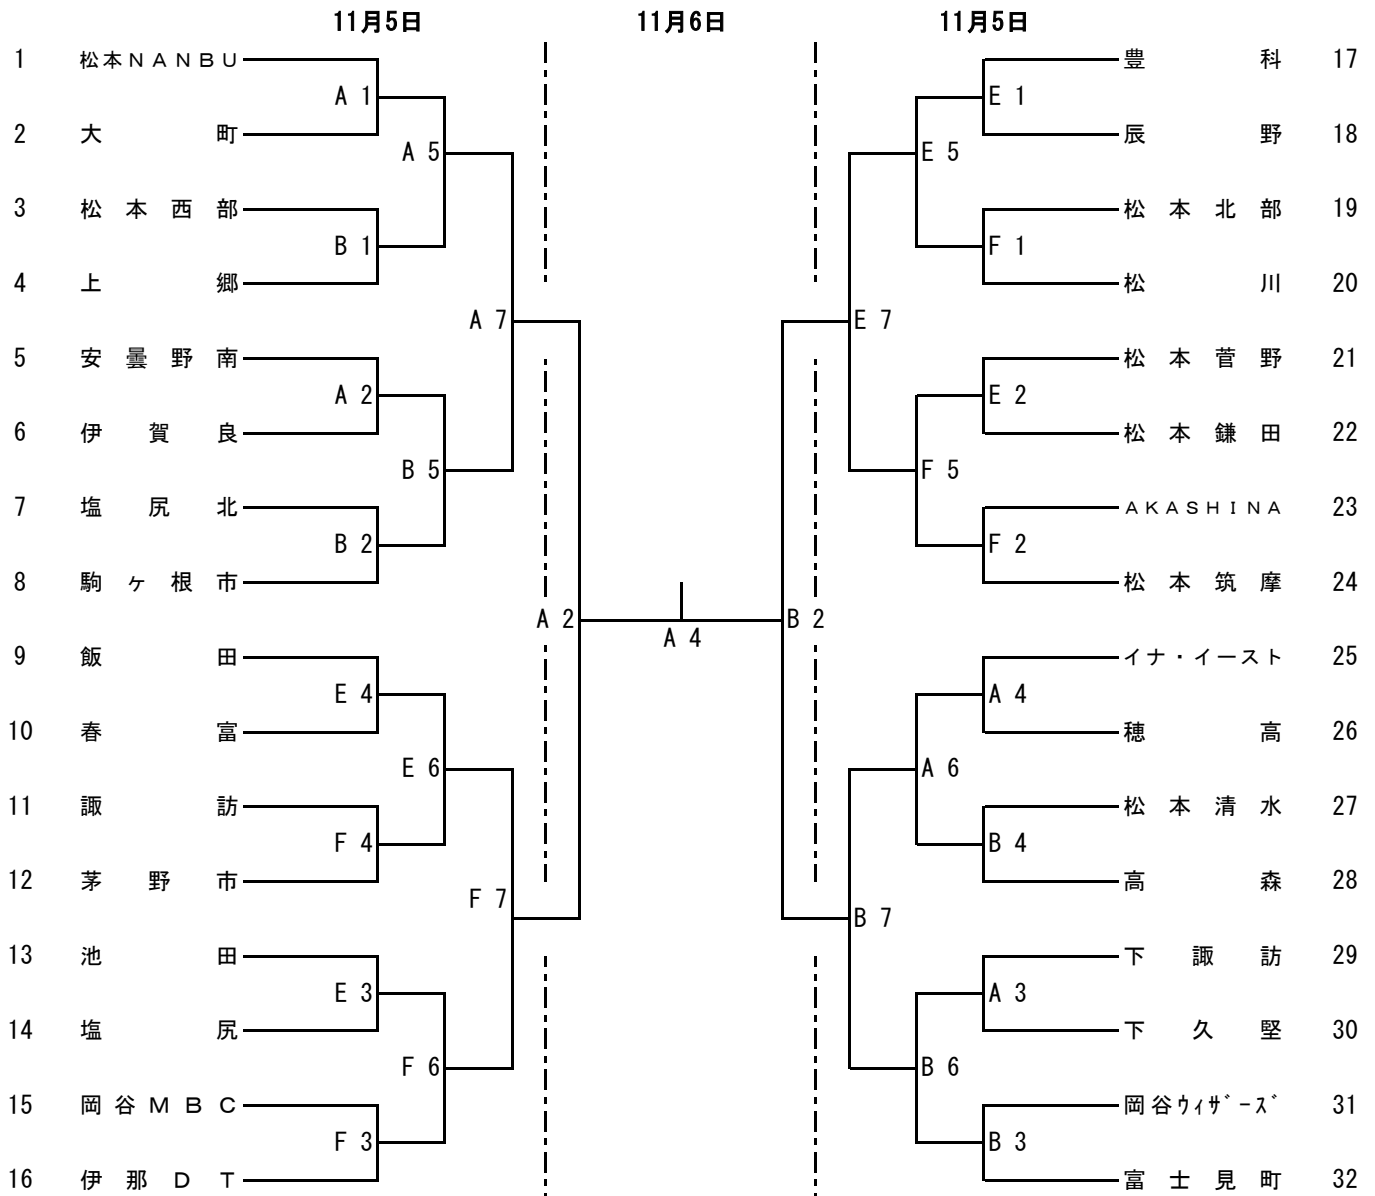 11月5日 11月6日 11月5日
1 松本NANBU 豊科 17
A 1 E 1
2 大町 辰野 18
A 5 E 5
3 松本西部 松本北部 19
B 1 F 1
4 上郷 松川 20
A 7 E 7
5 安曇野南 松本菅野 21
A 2 E 2
6 伊賀良 松本鎌田 22
B 5 F 5
7 塩尻北 AKASHINA 23
B 2 F 2
8 駒ヶ根市 松本筑摩 24
A 2 B 2
A 4
9 飯田 イナ・イースト 25
E 4 A 4
10 春富 穂高 26
E 6 A 6
11 諏訪 松本清水 27
F 4 B 4
12 茅野市 高森 28
F 7 B 7
13 池田 下諏訪 29
E 3 A 3
14 塩尻 下久堅 30
F 6 B 6
15 岡谷MBC 岡谷ウィザーズ 31
F 3 B 3
16 伊那DT 富士見町 32